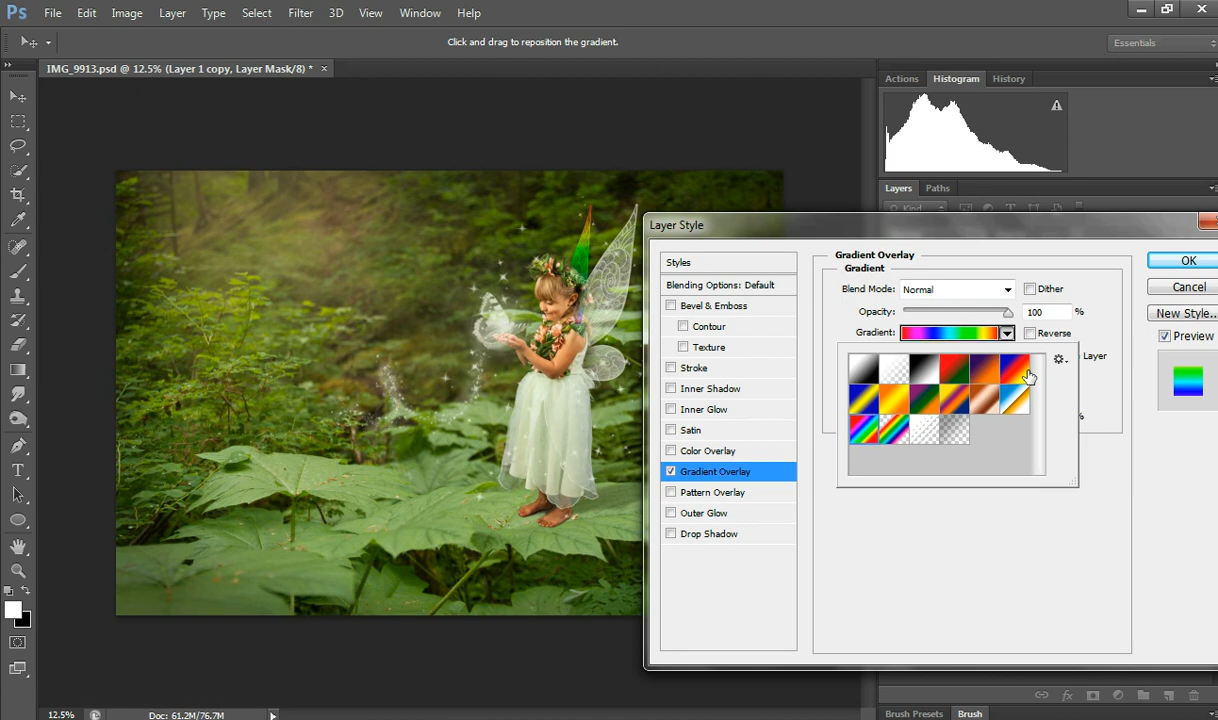 Ps File Edit Image Layer Type Select Filter 3D View Window Help
Click and drag to reposition the gradient.
Essentials
IMG_9913.psd @ 12.5% (Layer 1 copy, Layer Mask/8) * ×
Actions Histogram History
Layers Paths
Kind
Layer Style
Styles
Blending Options: Default
Bevel & Emboss
Contour
Texture
Stroke
Inner Shadow
Inner Glow
Satin
Color Overlay
Gradient Overlay
Pattern Overlay
Outer Glow
Drop Shadow
Gradient Overlay
Gradient
Blend Mode: Normal Dither
Opacity: 100 %
Gradient: Reverse
Layer
%
OK
Cancel
New Style...
Preview
T
fx
12.5% Doc: 61.2M/76.7M
Brush Presets Brush